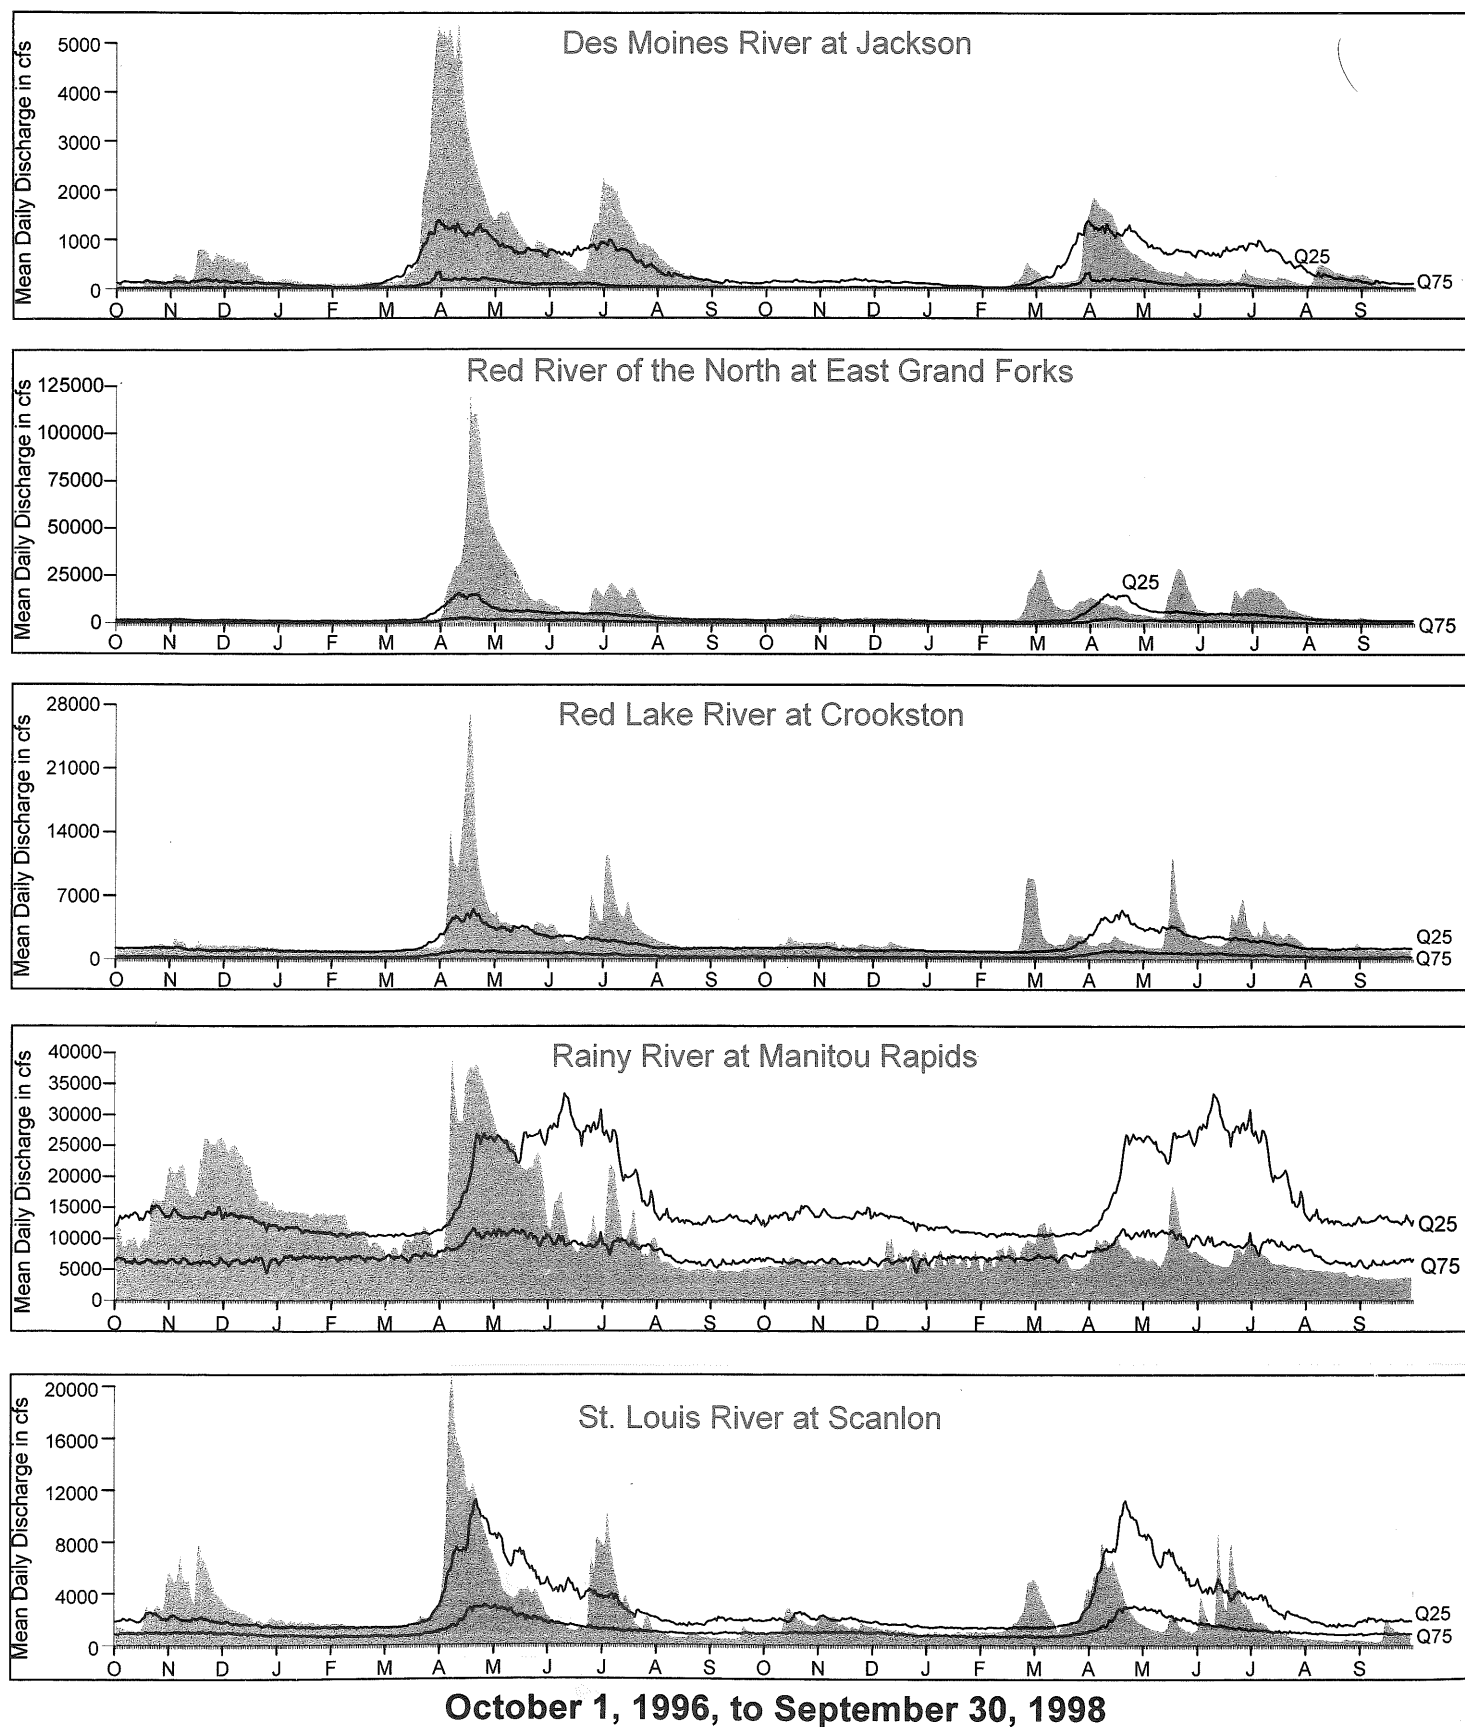 Des Moines River at Jackson
Mean Daily Discharge in cfs
5000
4000
3000
2000
1000
0
Q25
Q75
O N D J F M A M J J A S O N D J F M A M J J A S
Red River of the North at East Grand Forks
Mean Daily Discharge in cfs
125000
100000
75000
50000
25000
0
Q25
Q75
O N D J F M A M J J A S O N D J F M A M J J A S
Red Lake River at Crookston
Mean Daily Discharge in cfs
28000
21000
14000
7000
0
Q25
Q75
O N D J F M A M J J A S O N D J F M A M J J A S
Rainy River at Manitou Rapids
Mean Daily Discharge in cfs
40000
35000
30000
25000
20000
15000
10000
5000
0
Q25
Q75
O N D J F M A M J J A S O N D J F M A M J J A S
St. Louis River at Scanlon
Mean Daily Discharge in cfs
20000
16000
12000
8000
4000
0
Q25
Q75
O N D J F M A M J J A S O N D J F M A M J J A S
October 1, 1996, to September 30, 1998